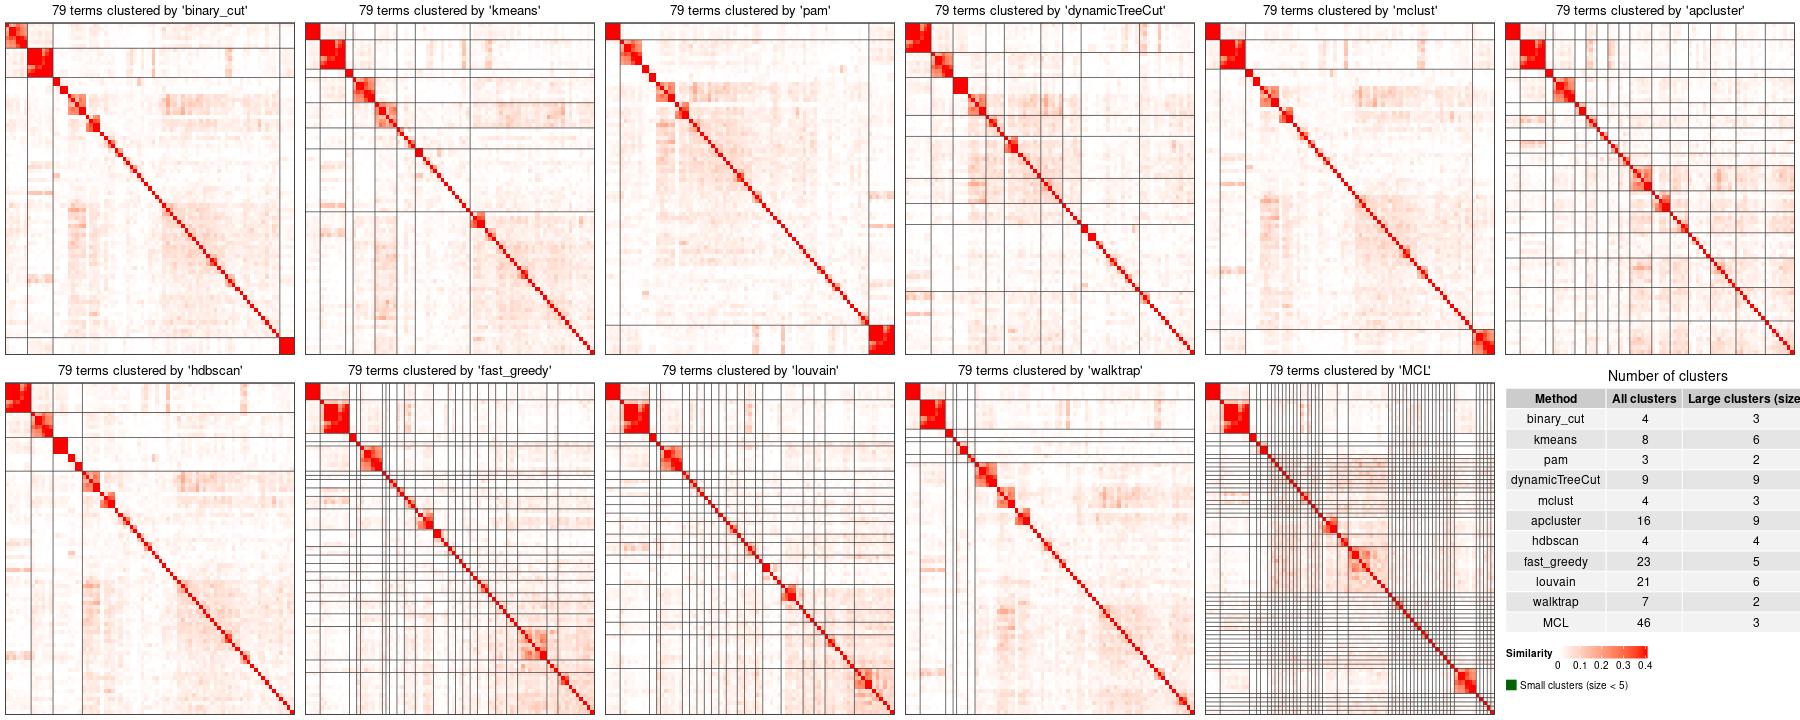 79 terms clustered by 'binary_cut'
79 terms clustered by 'kmeans'
79 terms clustered by 'pam'
79 terms clustered by 'dynamicTreeCut'
79 terms clustered by 'mclust'
79 terms clustered by 'apcluster'
79 terms clustered by 'hdbscan'
79 terms clustered by 'fast_greedy'
79 terms clustered by 'louvain'
79 terms clustered by 'walktrap'
79 terms clustered by 'MCL'
Number of clusters
Method All clusters Large clusters (size
binary_cut 4 3
kmeans 8 6
pam 3 2
dynamicTreeCut 9 9
mclust 4 3
apcluster 16 9
hdbscan 4 4
fast_greedy 23 5
louvain 21 6
walktrap 7 2
MCL 46 3
Similarity
0 0.1 0.2 0.3 0.4
Small clusters (size < 5)